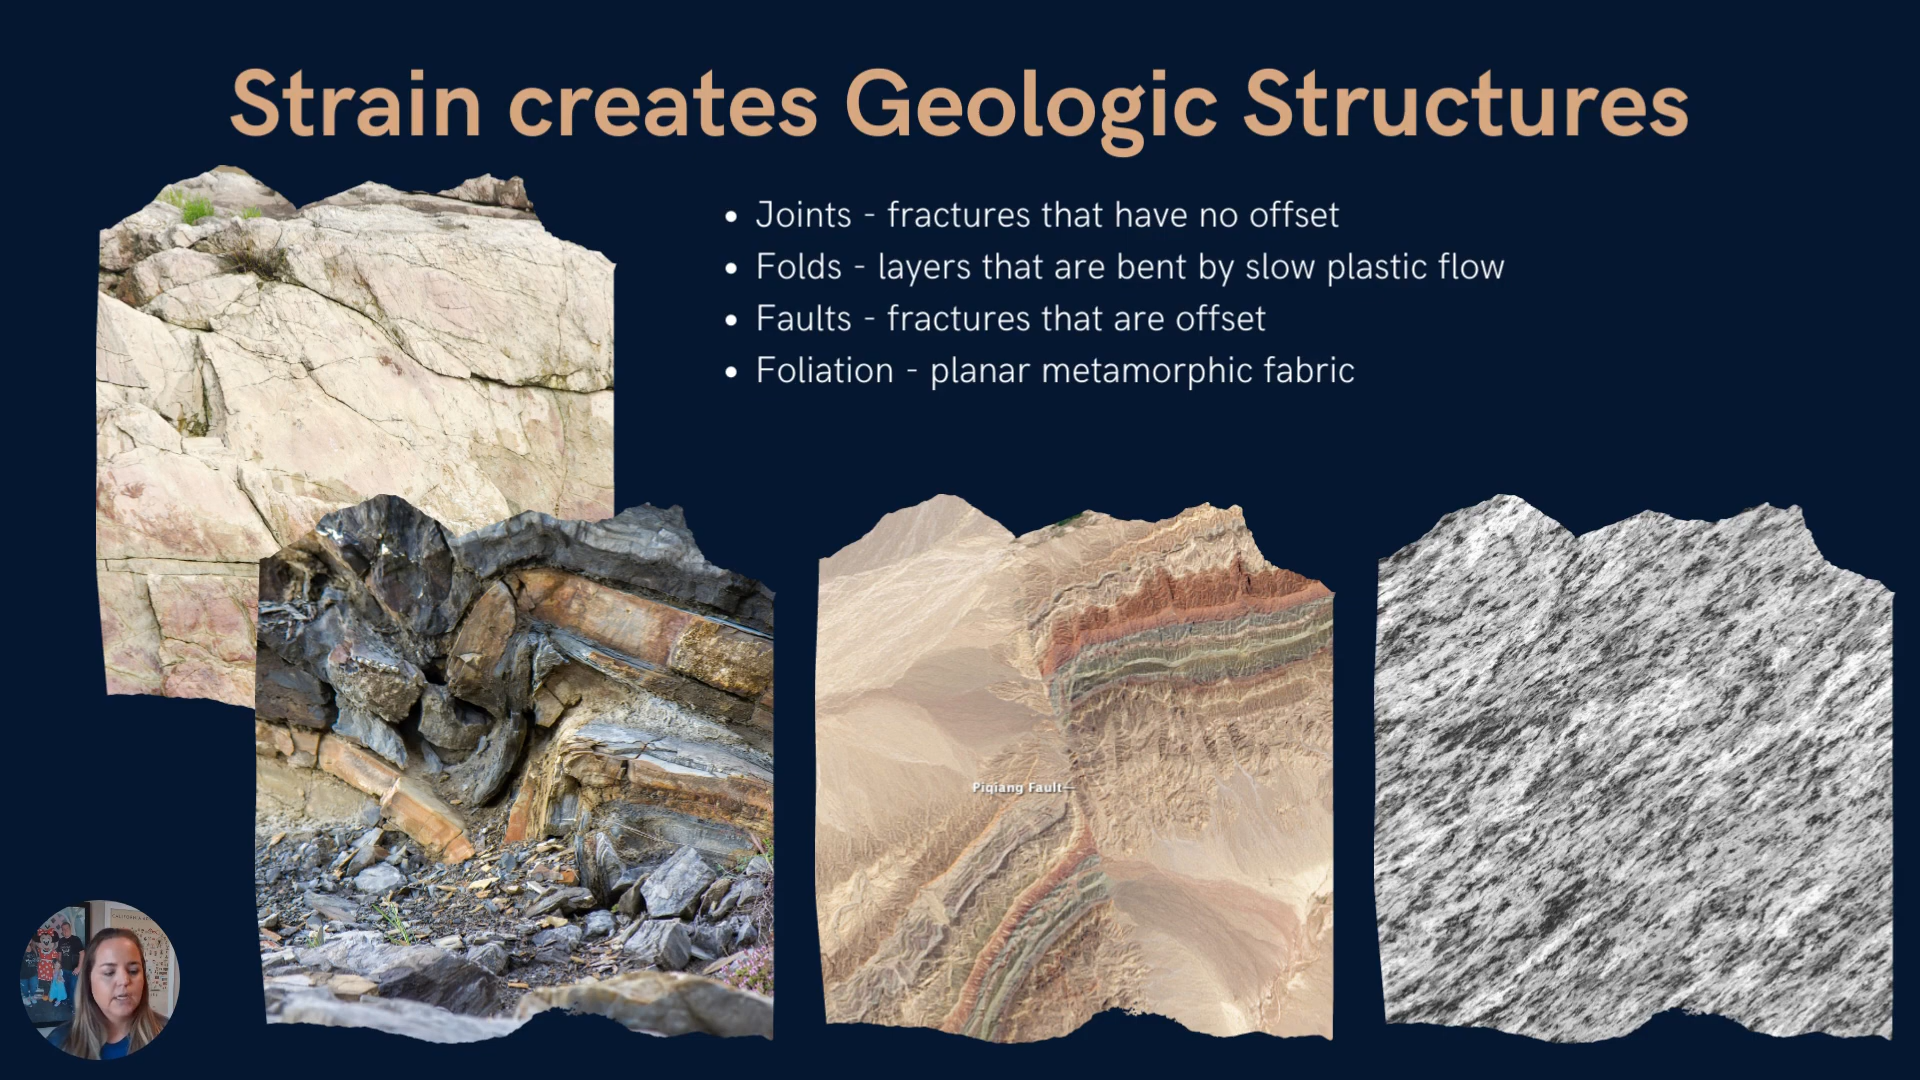 Strain creates Geologic Structures
• Joints - fractures that have no offset
• Folds - layers that are bent by slow plastic flow
• Faults - fractures that are offset
• Foliation - planar metamorphic fabric
Piqiang Fault—